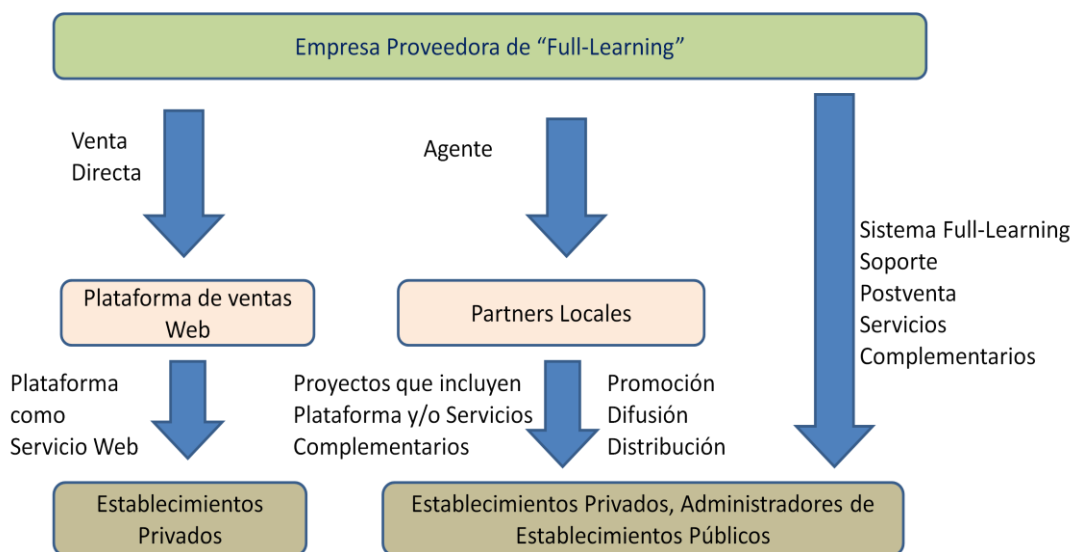 Empresa Proveedora de “Full-Learning”
Venta
Directa
Agente
Sistema Full-Learning
Soporte
Postventa
Servicios
Complementarios
Plataforma de ventas
Web
Partners Locales
Plataforma
como
Servicio Web
Proyectos que incluyen
Plataforma y/o Servicios
Complementarios
Promoción
Difusión
Distribución
Establecimientos
Privados
Establecimientos Privados, Administradores de
Establecimientos Públicos